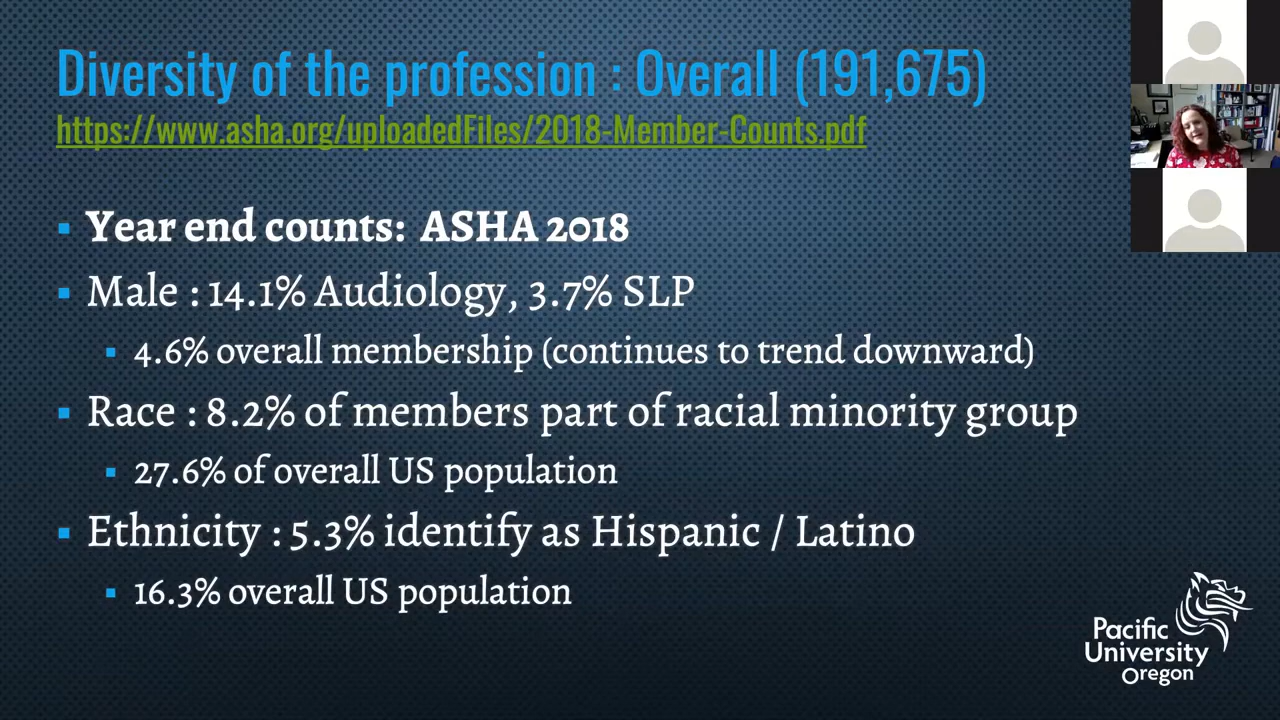 Diversity of the profession : Overall (191,675)
https://www.asha.org/uploadedFiles/2018-Member-Counts.pdf
Year end counts: ASHA 2018
Male : 14.1% Audiology, 3.7% SLP
4.6% overall membership (continues to trend downward)
Race : 8.2% of members part of racial minority group
27.6% of overall US population
Ethnicity : 5.3% identify as Hispanic / Latino
16.3% overall US population
Pacific
University
Oregon